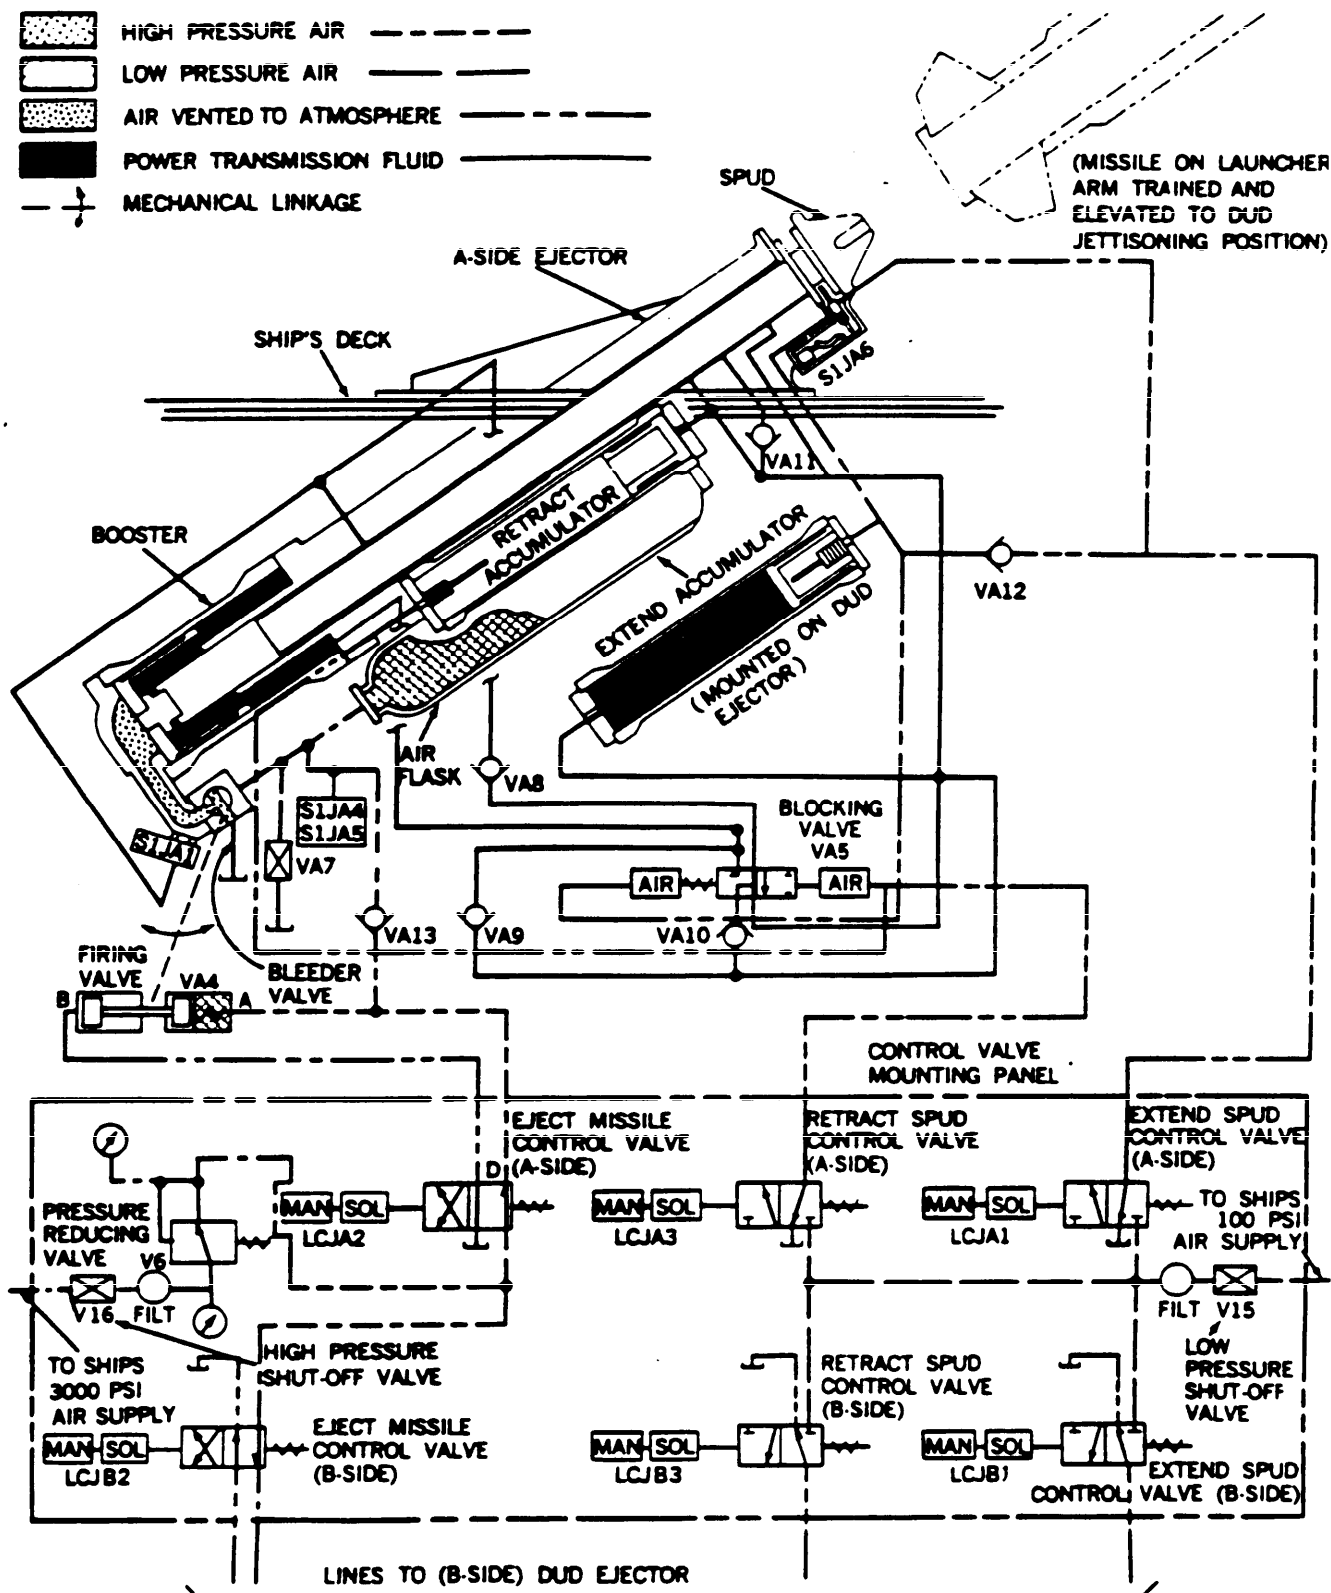 HIGH PRESSURE AIR
LOW PRESSURE AIR
AIR VENTED TO ATMOSPHERE
POWER TRANSMISSION FLUID
MECHANICAL LINKAGE
SPUD
(MISSILE ON LAUNCHER
ARM TRAINED AND
ELEVATED TO DUD
JETTISONING POSITION)
A-SIDE EJECTOR
SHIP'S DECK
S1JA6
VA11
RETRACT
ACCUMULATOR
BOOSTER
EXTEND ACCUMULATOR
(MOUNTED ON DUD
EJECTOR)
VA12
AIR
FLASK
VA8
BLOCKING
VALVE
VA5
S1JA4
S1JA5
S1JA1
VA7
AIR
AIR
VA13
VA9
VA10
FIRING
VALVE
VA4
BLEEDER
VALVE
B
A
CONTROL VALVE
MOUNTING PANEL
EJECT MISSILE
CONTROL VALVE
(A-SIDE)
D
RETRACT SPUD
CONTROL VALVE
(A-SIDE)
EXTEND SPUD
CONTROL VALVE
(A-SIDE)
PRESSURE
REDUCING
VALVE
V6
MAN
SOL
LCJA2
MAN
SOL
LCJA3
MAN
SOL
LCJA1
TO SHIPS
100 PSI
AIR SUPPLY
V16
FILT
FILT
V15
HIGH PRESSURE
SHUT-OFF VALVE
TO SHIPS
3000 PSI
AIR SUPPLY
LOW
PRESSURE
SHUT-OFF
VALVE
RETRACT SPUD
CONTROL VALVE
(B-SIDE)
EJECT MISSILE
CONTROL VALVE
(B-SIDE)
MAN
SOL
LCJB2
MAN
SOL
LCJB3
MAN
SOL
LCJB1
EXTEND SPUD
CONTROL VALVE (B-SIDE)
LINES TO (B-SIDE) DUD EJECTOR